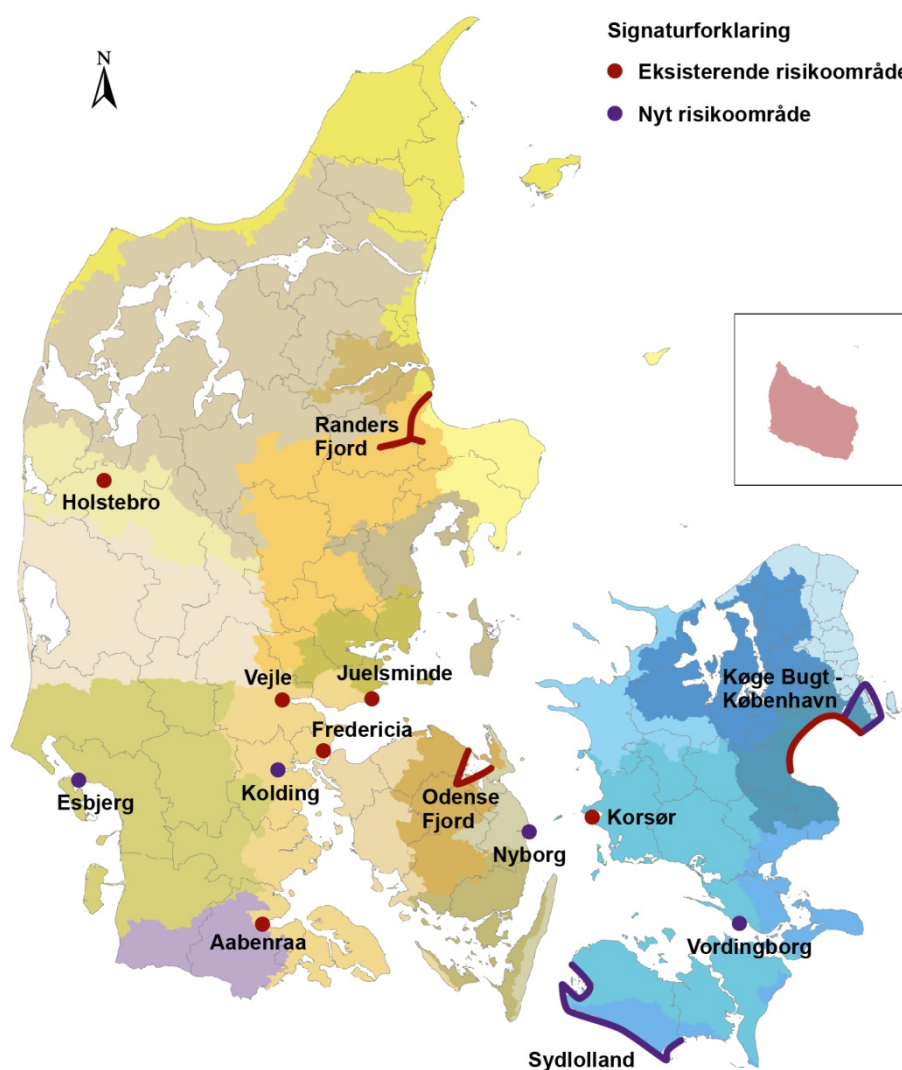 Signaturforklaring
N
Eksisterende risikoområde
Nyt risikoområde
Randers
Fjord
Holstebro
Vejle
Juelsminde
Køge Bugt -
København
Fredericia
Esbjerg
Kolding
Odense
Fjord
Korsør
Nyborg
Aabenraa
Vordingborg
Sydlolland